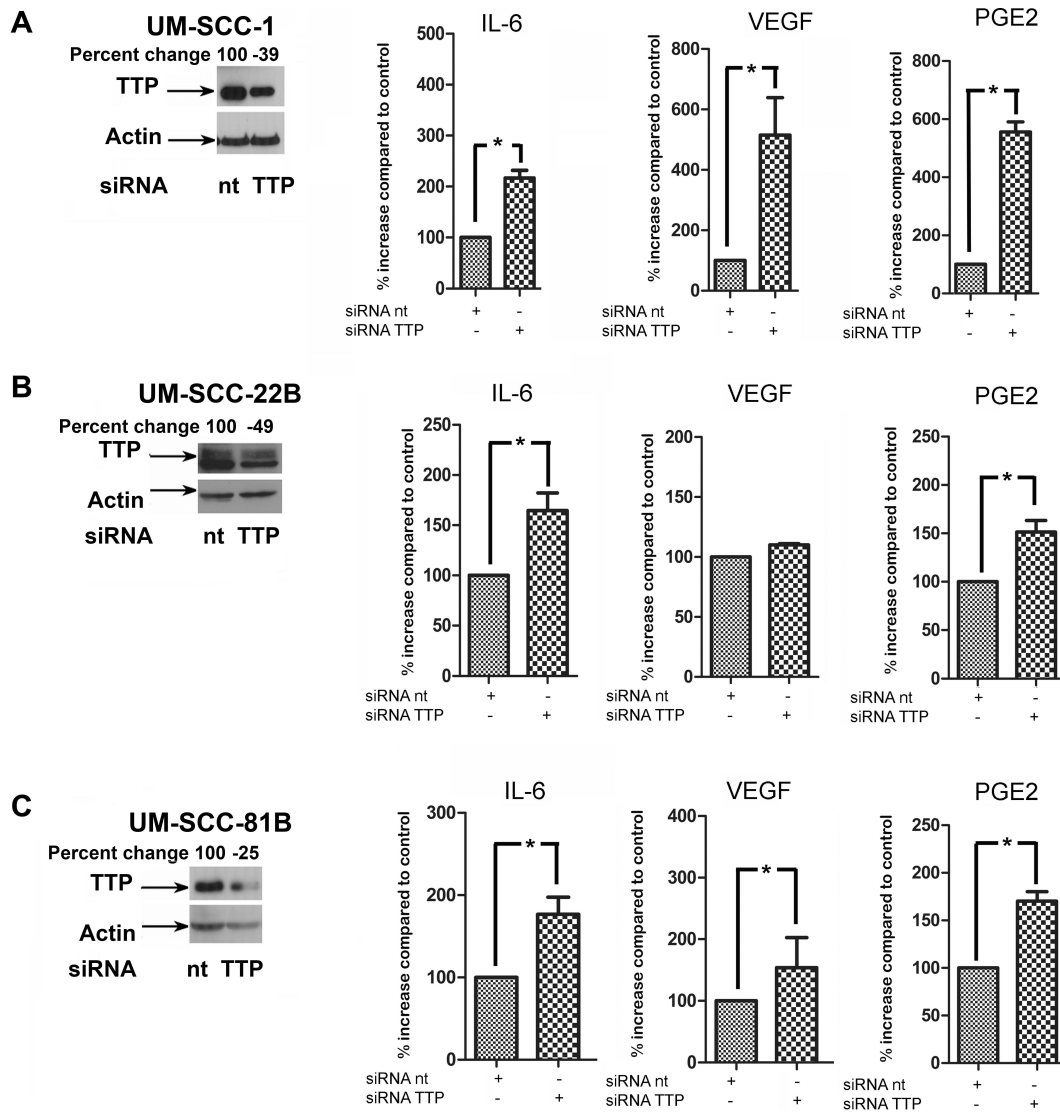 A
UM-SCC-1
Percent change 100 -39
TTP
Actin
siRNA nt TTP
IL-6
% increase compared to control
500
400
300
200
100
0
*
siRNA nt + -
siRNA TTP - +
VEGF
% increase compared to control
800
600
400
200
0
*
siRNA nt + -
siRNA TTP - +
PGE2
% increase compared to control
800
600
400
200
0
*
siRNA nt + -
siRNA TTP - +
B
UM-SCC-22B
Percent change 100 -49
TTP
Actin
siRNA nt TTP
IL-6
% increase compared to control
250
200
150
100
50
0
*
siRNA nt + -
siRNA TTP - +
VEGF
% increase compared to control
200
150
100
50
0
siRNA nt + -
siRNA TTP - +
PGE2
% increase compared to control
250
200
150
100
50
0
*
siRNA nt + -
siRNA TTP - +
C
UM-SCC-81B
Percent change 100 -25
TTP
Actin
siRNA nt TTP
IL-6
% increase compared to control
300
200
100
0
*
siRNA nt + -
siRNA TTP - +
VEGF
% increase compared to control
400
300
200
100
0
*
siRNA nt + -
siRNA TTP - +
PGE2
% increase compared to control
250
200
150
100
50
0
*
siRNA nt + -
siRNA TTP - +